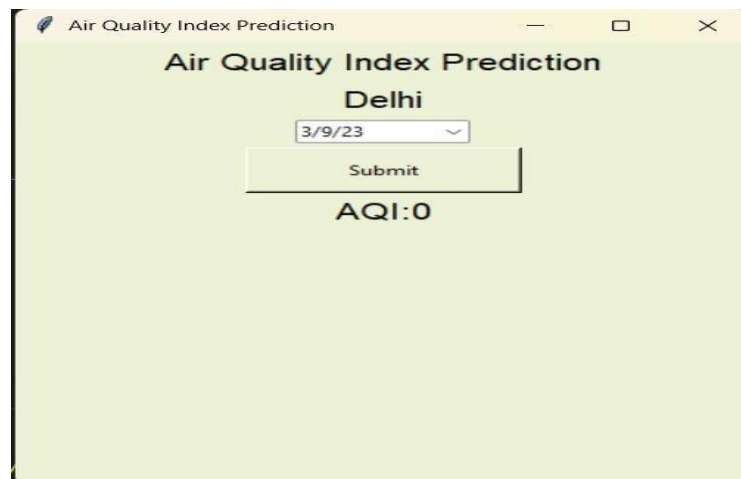 Air Quality Index Prediction
Air Quality Index Prediction
Delhi
3/9/23
Submit
AQI:0